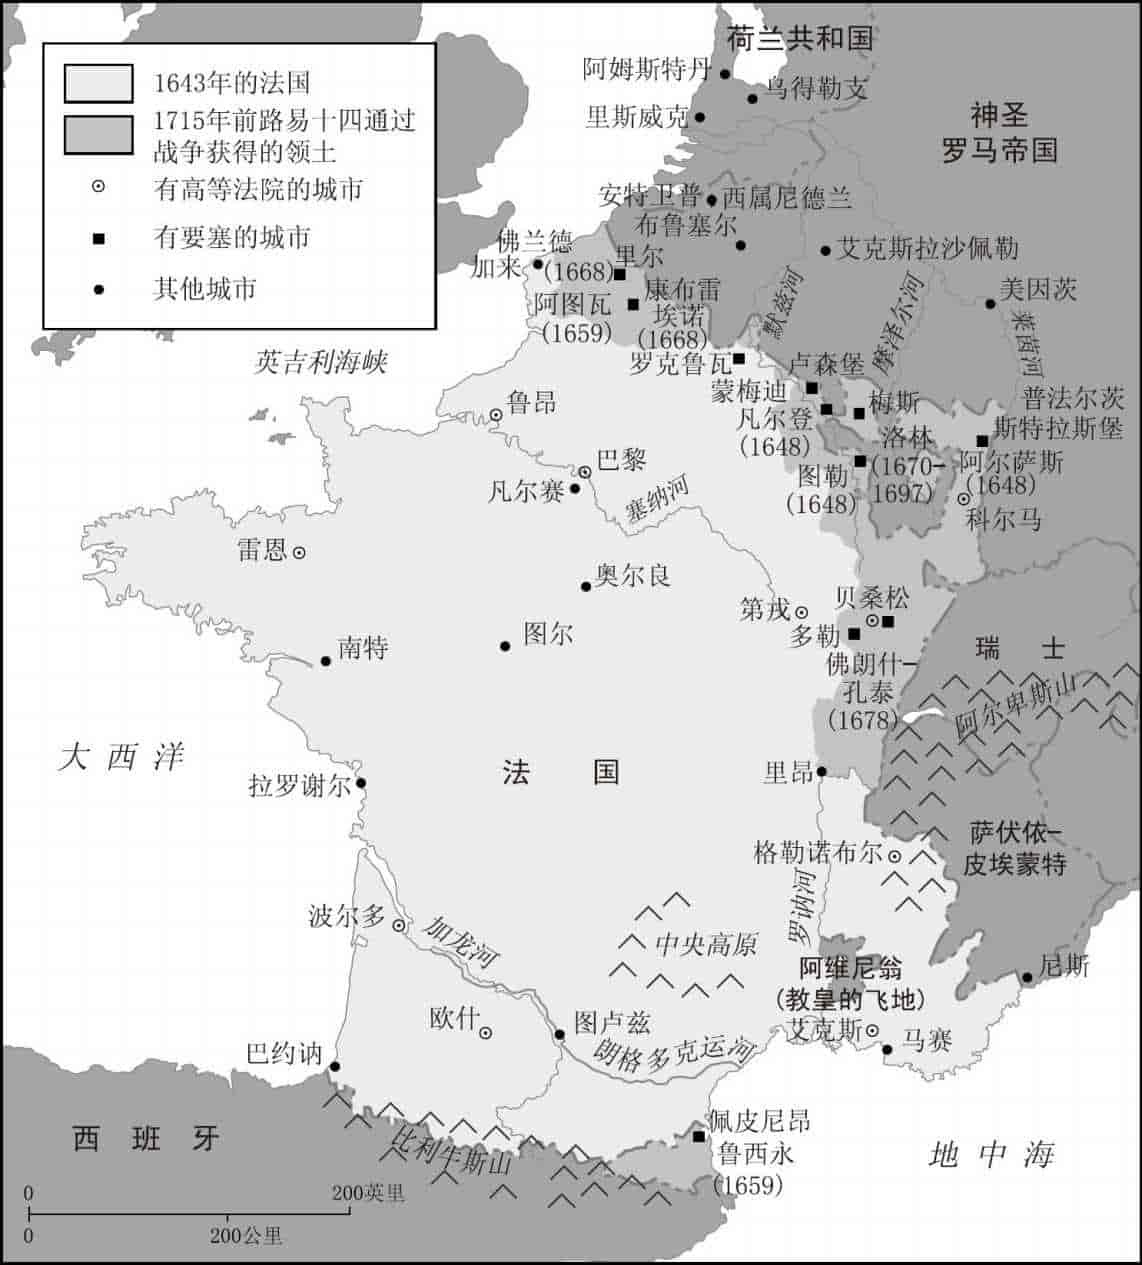 1643年的法国
1715年前路易十四通过
战争获得的领土
有高等法院的城市
有要塞的城市
其他城市
荷兰共和国
阿姆斯特丹
乌得勒支
里斯威克
神圣
罗马帝国
安特卫普
西属尼德兰
布鲁塞尔
佛兰德
加来
(1668)
里尔
艾克斯拉沙佩勒
阿图瓦
(1659)
康布雷
埃诺
(1668)
默兹河
摩泽尔河
美因茨
莱茵河
英吉利海峡
罗克鲁瓦
卢森堡
蒙梅迪
凡尔登
(1648)
梅斯
普法尔茨
斯特拉斯堡
鲁昂
洛林
(1670-
1697)
阿尔萨斯
(1648)
图勒
(1648)
科尔马
巴黎
凡尔赛
塞纳河
雷恩
奥尔良
第戎
贝桑松
多勒
图尔
南特
佛朗什-
孔泰
(1678)
瑞 士
阿尔卑斯山
大 西 洋
拉罗谢尔
法 国
里昂
萨伏依-
皮埃蒙特
格勒诺布尔
罗讷河
波尔多
加龙河
中央高原
阿维尼翁
(教皇的飞地)
尼斯
欧什
图卢兹
艾克斯
马赛
巴约讷
朗格多克运河
西 班 牙
比利牛斯山
佩皮尼昂
鲁西永
(1659)
地 中 海
0
200英里
0
200公里